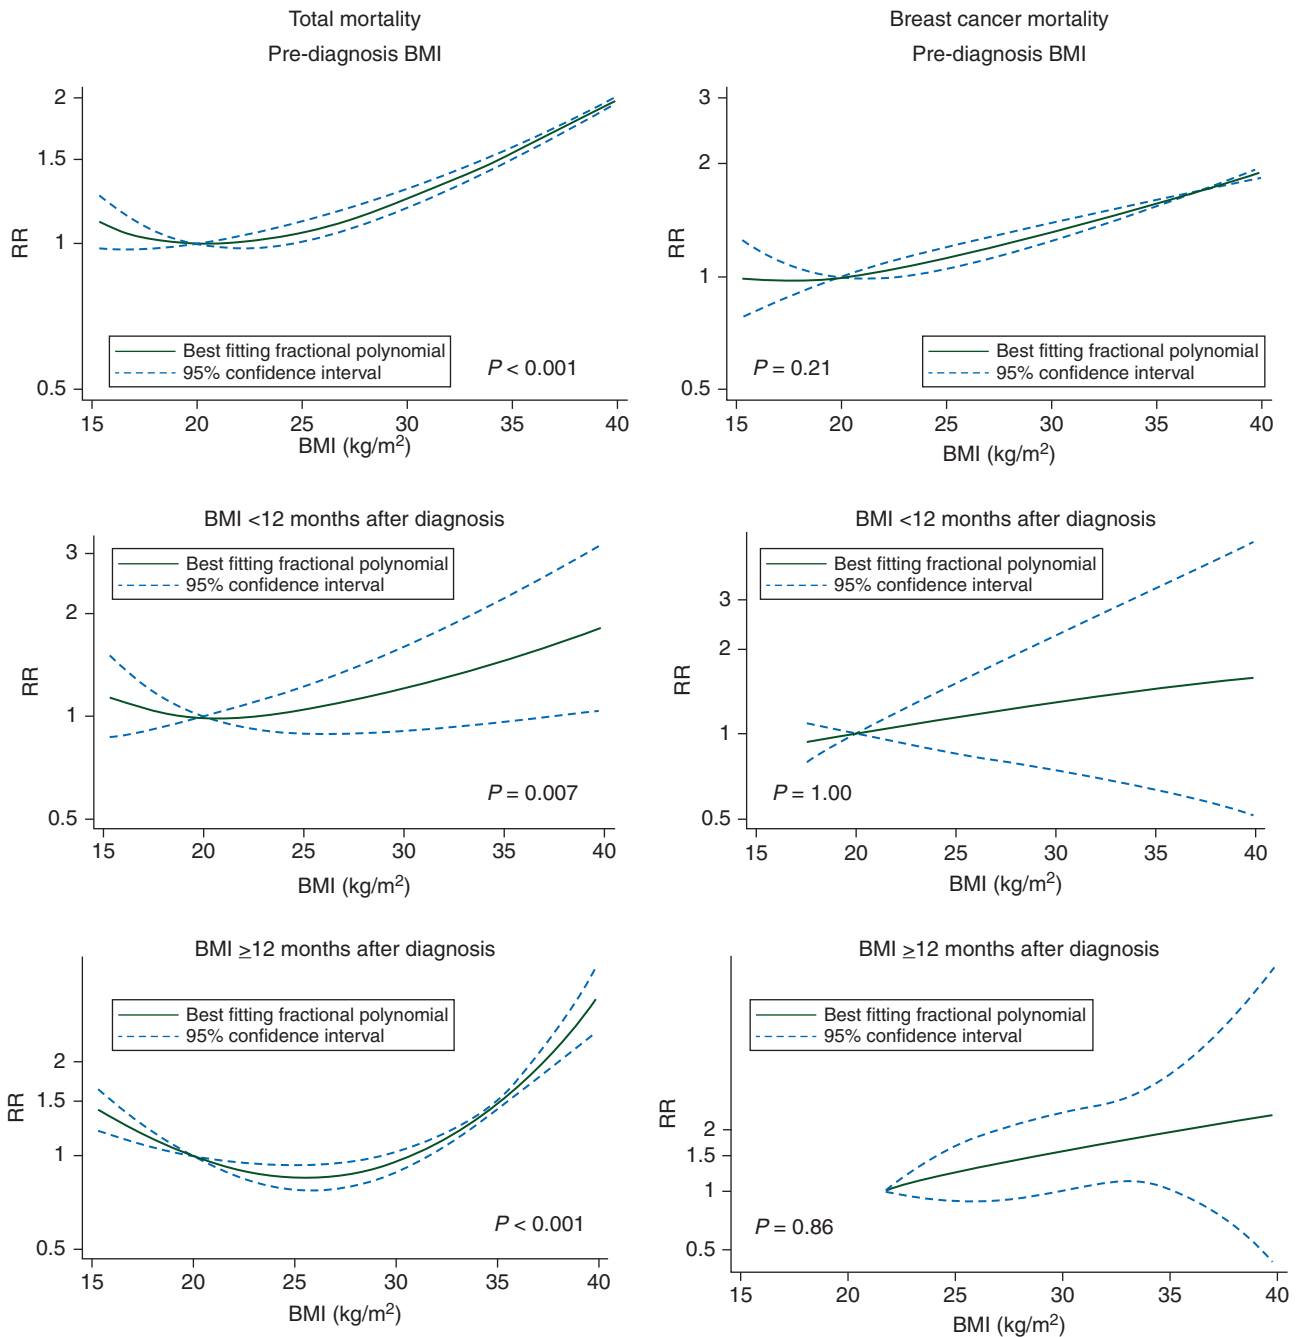 Total mortality
Pre-diagnosis BMI
2
1.5
1
0.5
RR
Best fitting fractional polynomial
95% confidence interval
P < 0.001
15 20 25 30 35 40
BMI (kg/m²)
Breast cancer mortality
Pre-diagnosis BMI
3
2
1
0.5
RR
P = 0.21
Best fitting fractional polynomial
95% confidence interval
15 20 25 30 35 40
BMI (kg/m²)
BMI <12 months after diagnosis
3
2
1
0.5
RR
Best fitting fractional polynomial
95% confidence interval
P = 0.007
15 20 25 30 35 40
BMI (kg/m²)
BMI <12 months after diagnosis
3
2
1
0.5
RR
Best fitting fractional polynomial
95% confidence interval
P = 1.00
15 20 25 30 35 40
BMI (kg/m²)
BMI ≥12 months after diagnosis
2
1.5
1
0.5
RR
Best fitting fractional polynomial
95% confidence interval
P < 0.001
15 20 25 30 35 40
BMI (kg/m²)
BMI ≥12 months after diagnosis
2
1.5
1
0.5
RR
Best fitting fractional polynomial
95% confidence interval
P = 0.86
15 20 25 30 35 40
BMI (kg/m²)